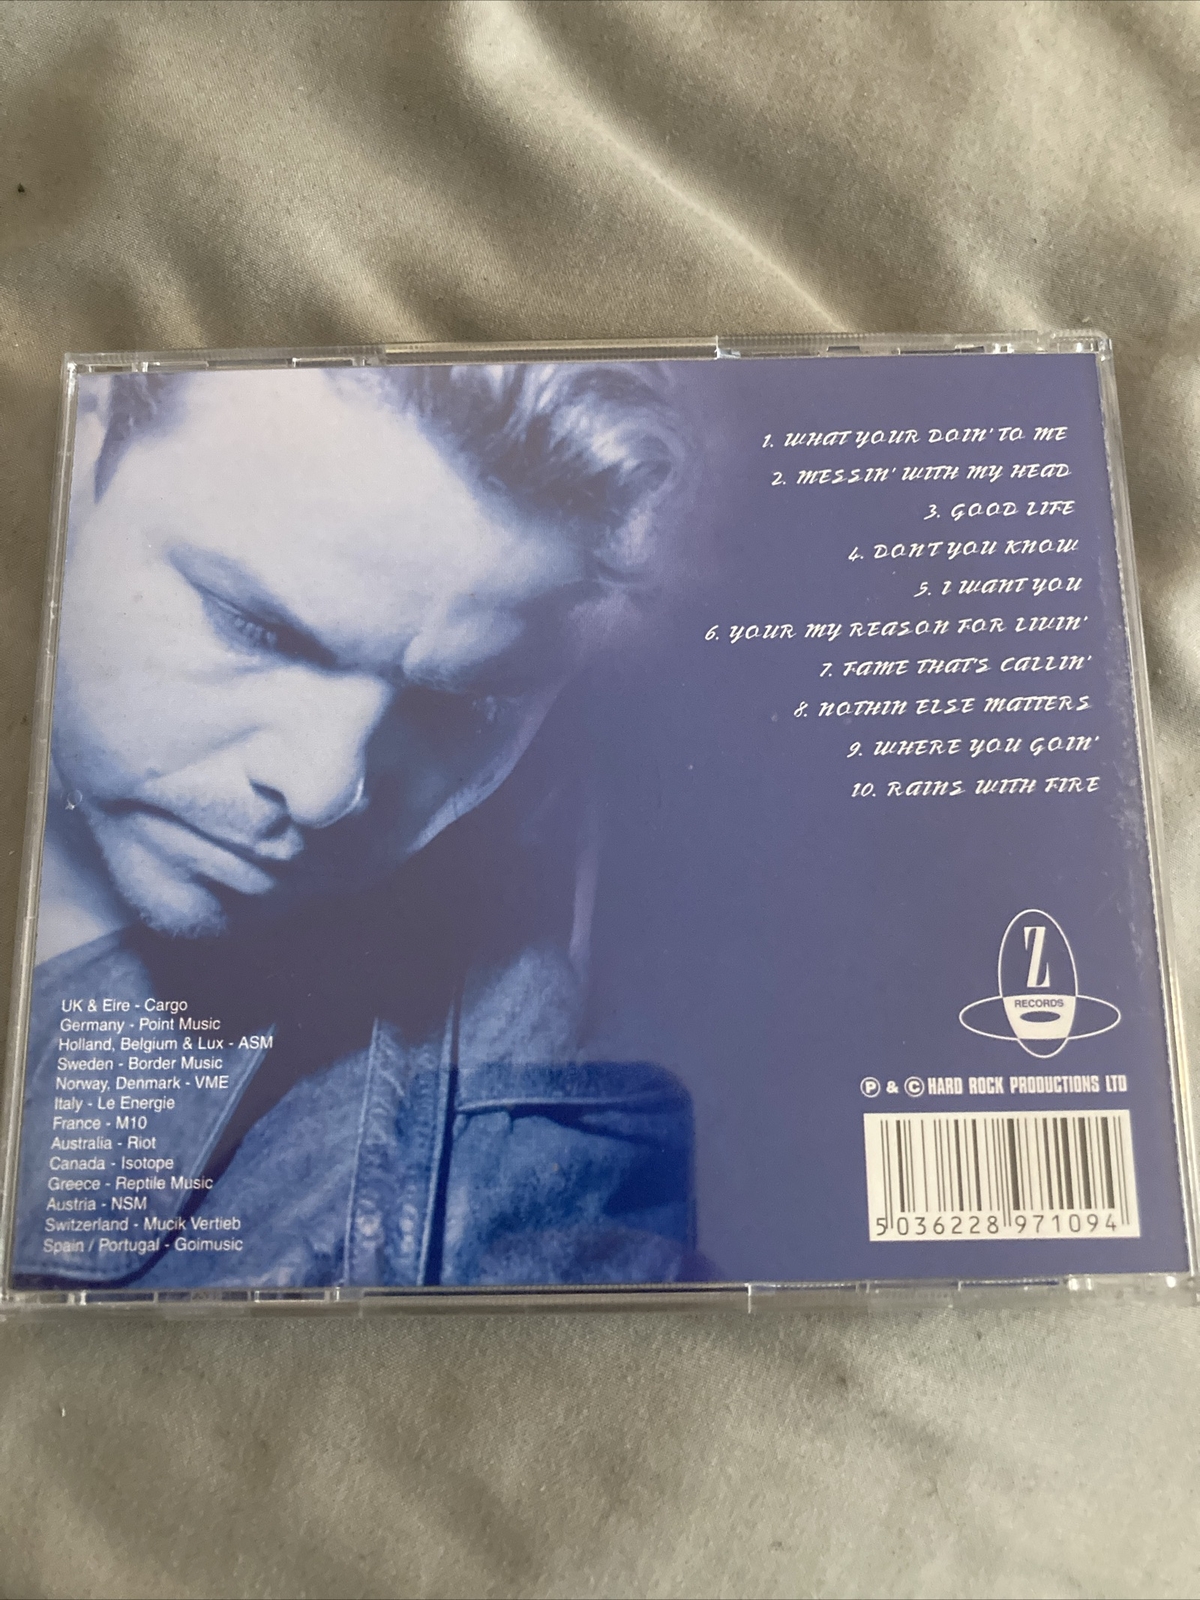 1. WHAT YOUR DOIN' TO ME
2. MESSIN' WITH MY HEAD
3. GOOD LIFE
4. DONT YOU KNOW
5. I WANT YOU
6. YOUR MY REASON FOR LIVIN'
7. FAME THAT'S CALLIN'
8. NOTHIN ELSE MATTERS
9. WHERE YOU GOIN'
10. RAINS WITH FIRE
Z
RECORDS
Ⓟ & © HARD ROCK PRODUCTIONS LTD
5 036228 971094
UK & Eire - Cargo
Germany - Point Music
Holland, Belgium & Lux - ASM
Sweden - Border Music
Norway, Denmark - VME
Italy - Le Energie
France - M10
Australia - Riot
Canada - Isotope
Greece - Reptile Music
Austria - NSM
Switzerland - Mucik Vertieb
Spain / Portugal - Goimusic